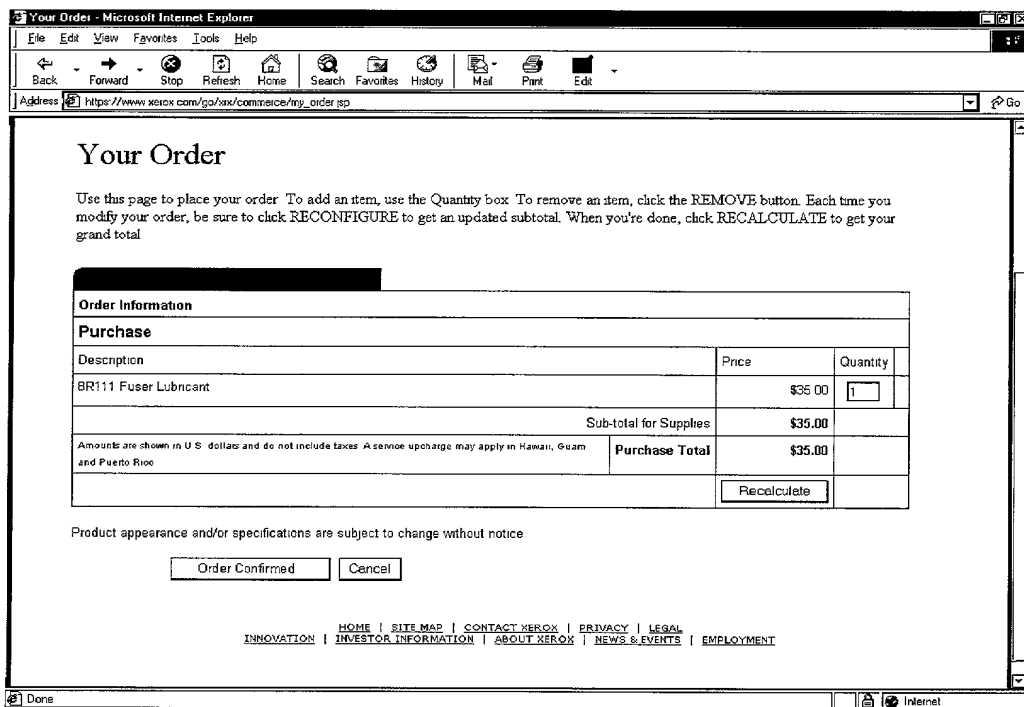 Your Order - Microsoft Internet Explorer
File Edit View Favorites Tools Help
Back Forward Stop Refresh Home Search Favorites History Mail Print Edit
Address https://www.xerox.com/go/xrx/commerce/my_order.jsp Go
Your Order
Use this page to place your order To add an item, use the Quantity box To remove an item, click the REMOVE button. Each time you
modify your order, be sure to click RECONFIGURE to get an updated subtotal. When you're done, click RECALCULATE to get your
grand total
Order Information
Purchase
Description Price Quantity
8R111 Fuser Lubricant $35 00 1
Sub-total for Supplies $35.00
Amounts are shown in U S dollars and do not include taxes A service upcharge may apply in Hawaii, Guam
and Puerto Rico
Purchase Total $35.00
Recalculate
Product appearance and/or specifications are subject to change without notice
Order Confirmed Cancel
HOME | SITE MAP | CONTACT XEROX | PRIVACY | LEGAL
INNOVATION | INVESTOR INFORMATION | ABOUT XEROX | NEWS & EVENTS | EMPLOYMENT
Done Internet